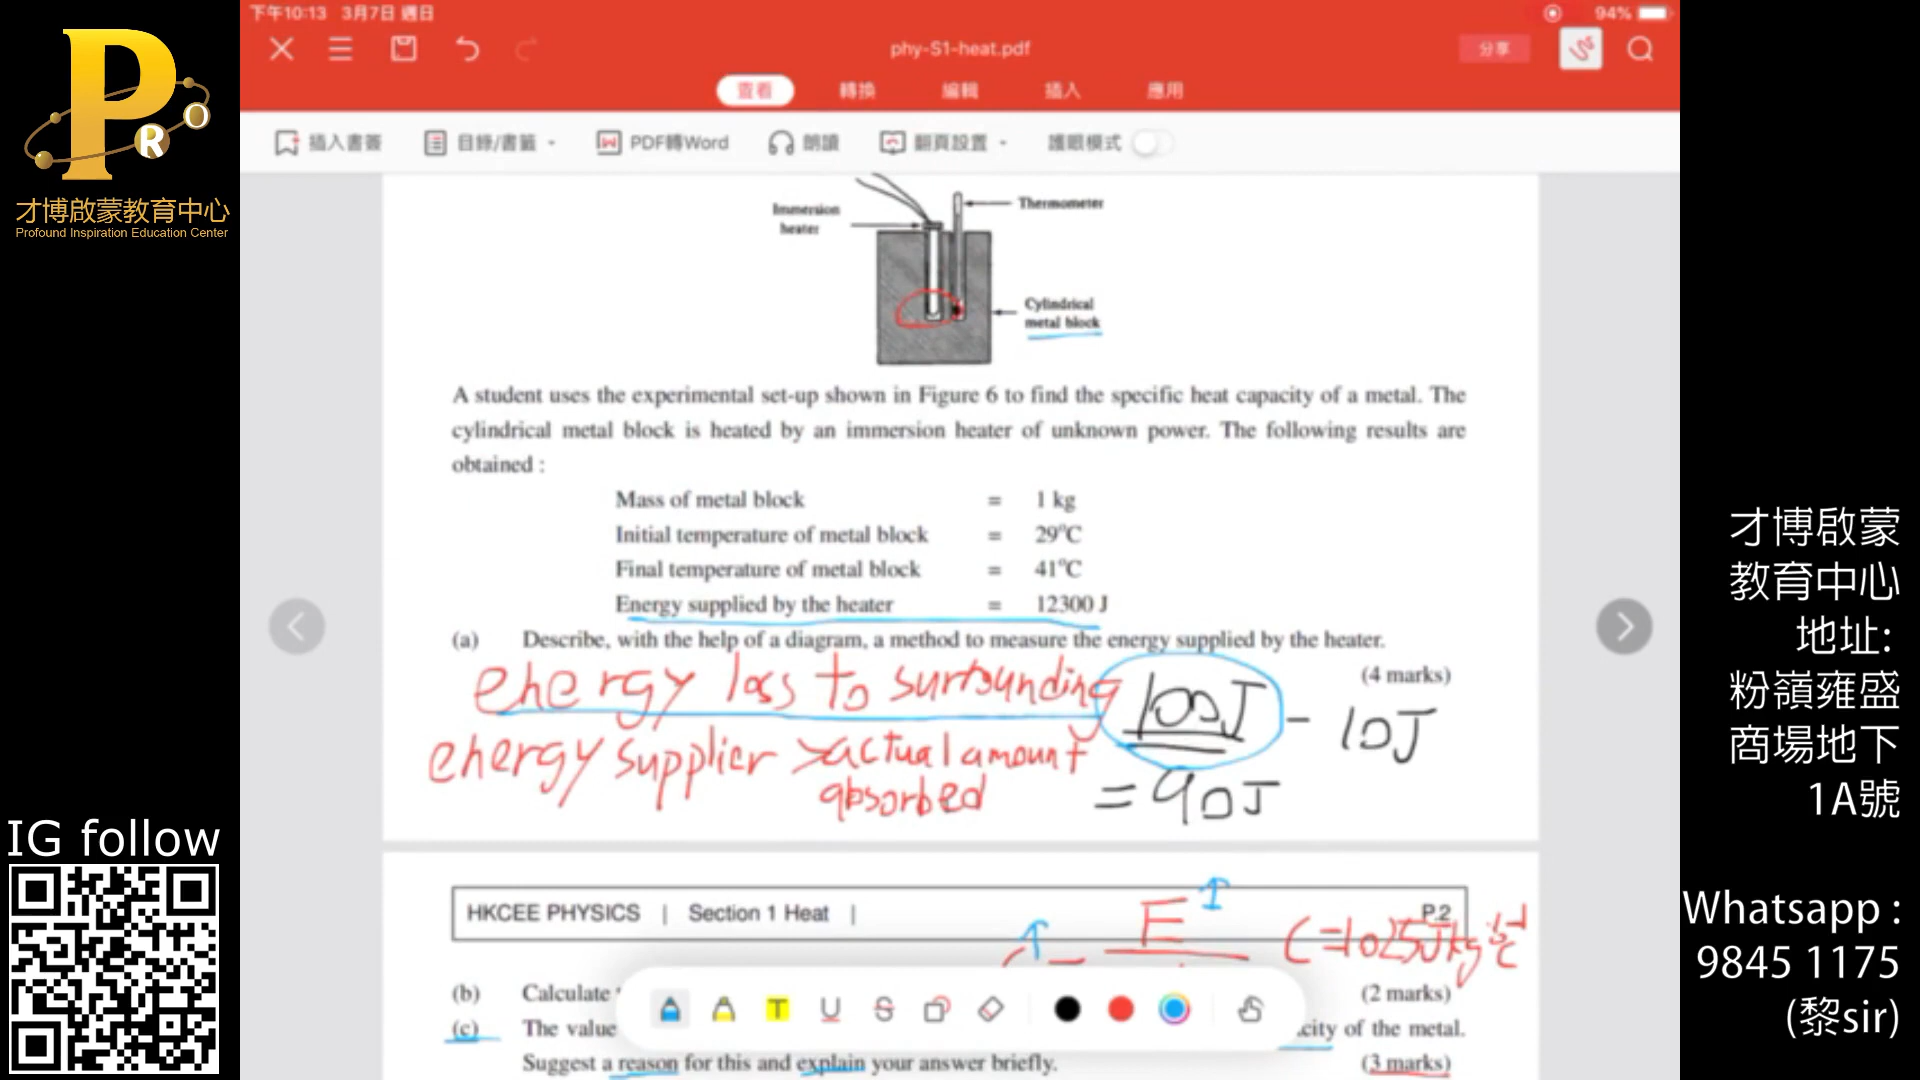 下午10:13 3月7日 週日
94%
phy-S1-heat.pdf
分享
查看 轉換 編輯 插入 應用
插入書簽 目錄/書籤 PDF轉Word 朗讀 翻頁設置 護眼模式
PRO
才博啟蒙教育中心
Profound Inspiration Education Center
Immersion
heater
Thermometer
Cylindrical
metal block
A student uses the experimental set-up shown in Figure 6 to find the specific heat capacity of a metal. The
cylindrical metal block is heated by an immersion heater of unknown power. The following results are
obtained :
Mass of metal block = 1 kg
Initial temperature of metal block = 29°C
Final temperature of metal block = 41°C
Energy supplied by the heater = 12300 J
(a) Describe, with the help of a diagram, a method to measure the energy supplied by the heater.
(4 marks)
energy loss to surrounding
100J - 10J
energy supplier > actual amount
absorbed
= 90J
HKCEE PHYSICS | Section 1 Heat | P.2
E
C=1025Jkg⁻¹°C⁻¹
(b) Calculate (2 marks)
(c) The value city of the metal.
Suggest a reason for this and explain your answer briefly. (3 marks)
IG follow
才博啟蒙
教育中心
地址:
粉嶺雍盛
商場地下
1A號
Whatsapp :
9845 1175
(黎sir)